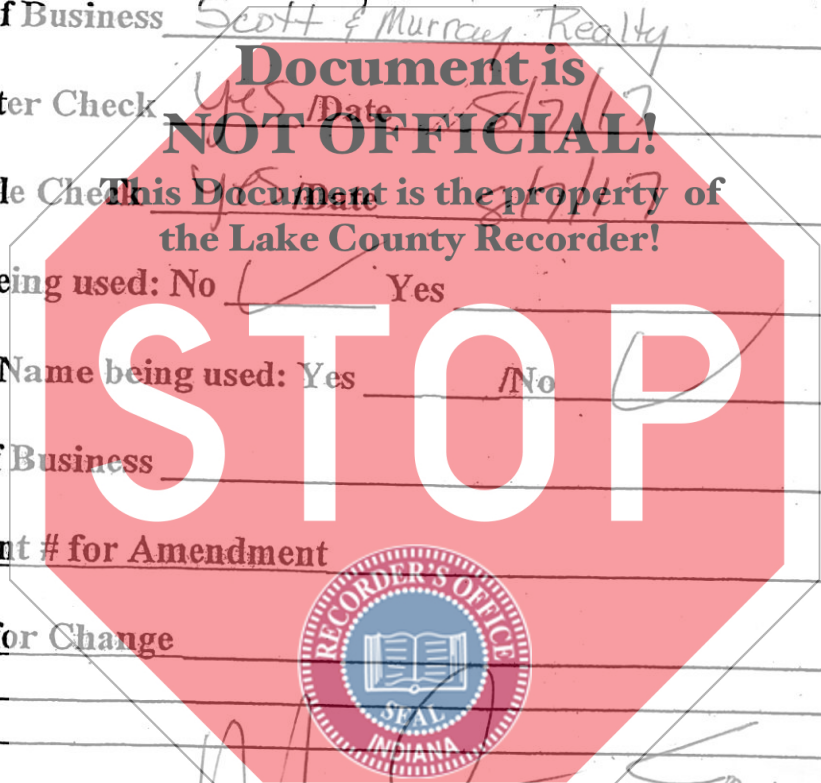 f Business Scott & Murray Realty
Document is
ter Check Yes /Date 8/7/17
NOT OFFICIAL!
le Check Yes /Date 8/7/17
This Document is the property of
the Lake County Recorder!
eing used: No Yes
STOP
Name being used: Yes /No
f Business
nt # for Amendment
RECORDER'S OFFICE
or Change
SEAL
INDIANA